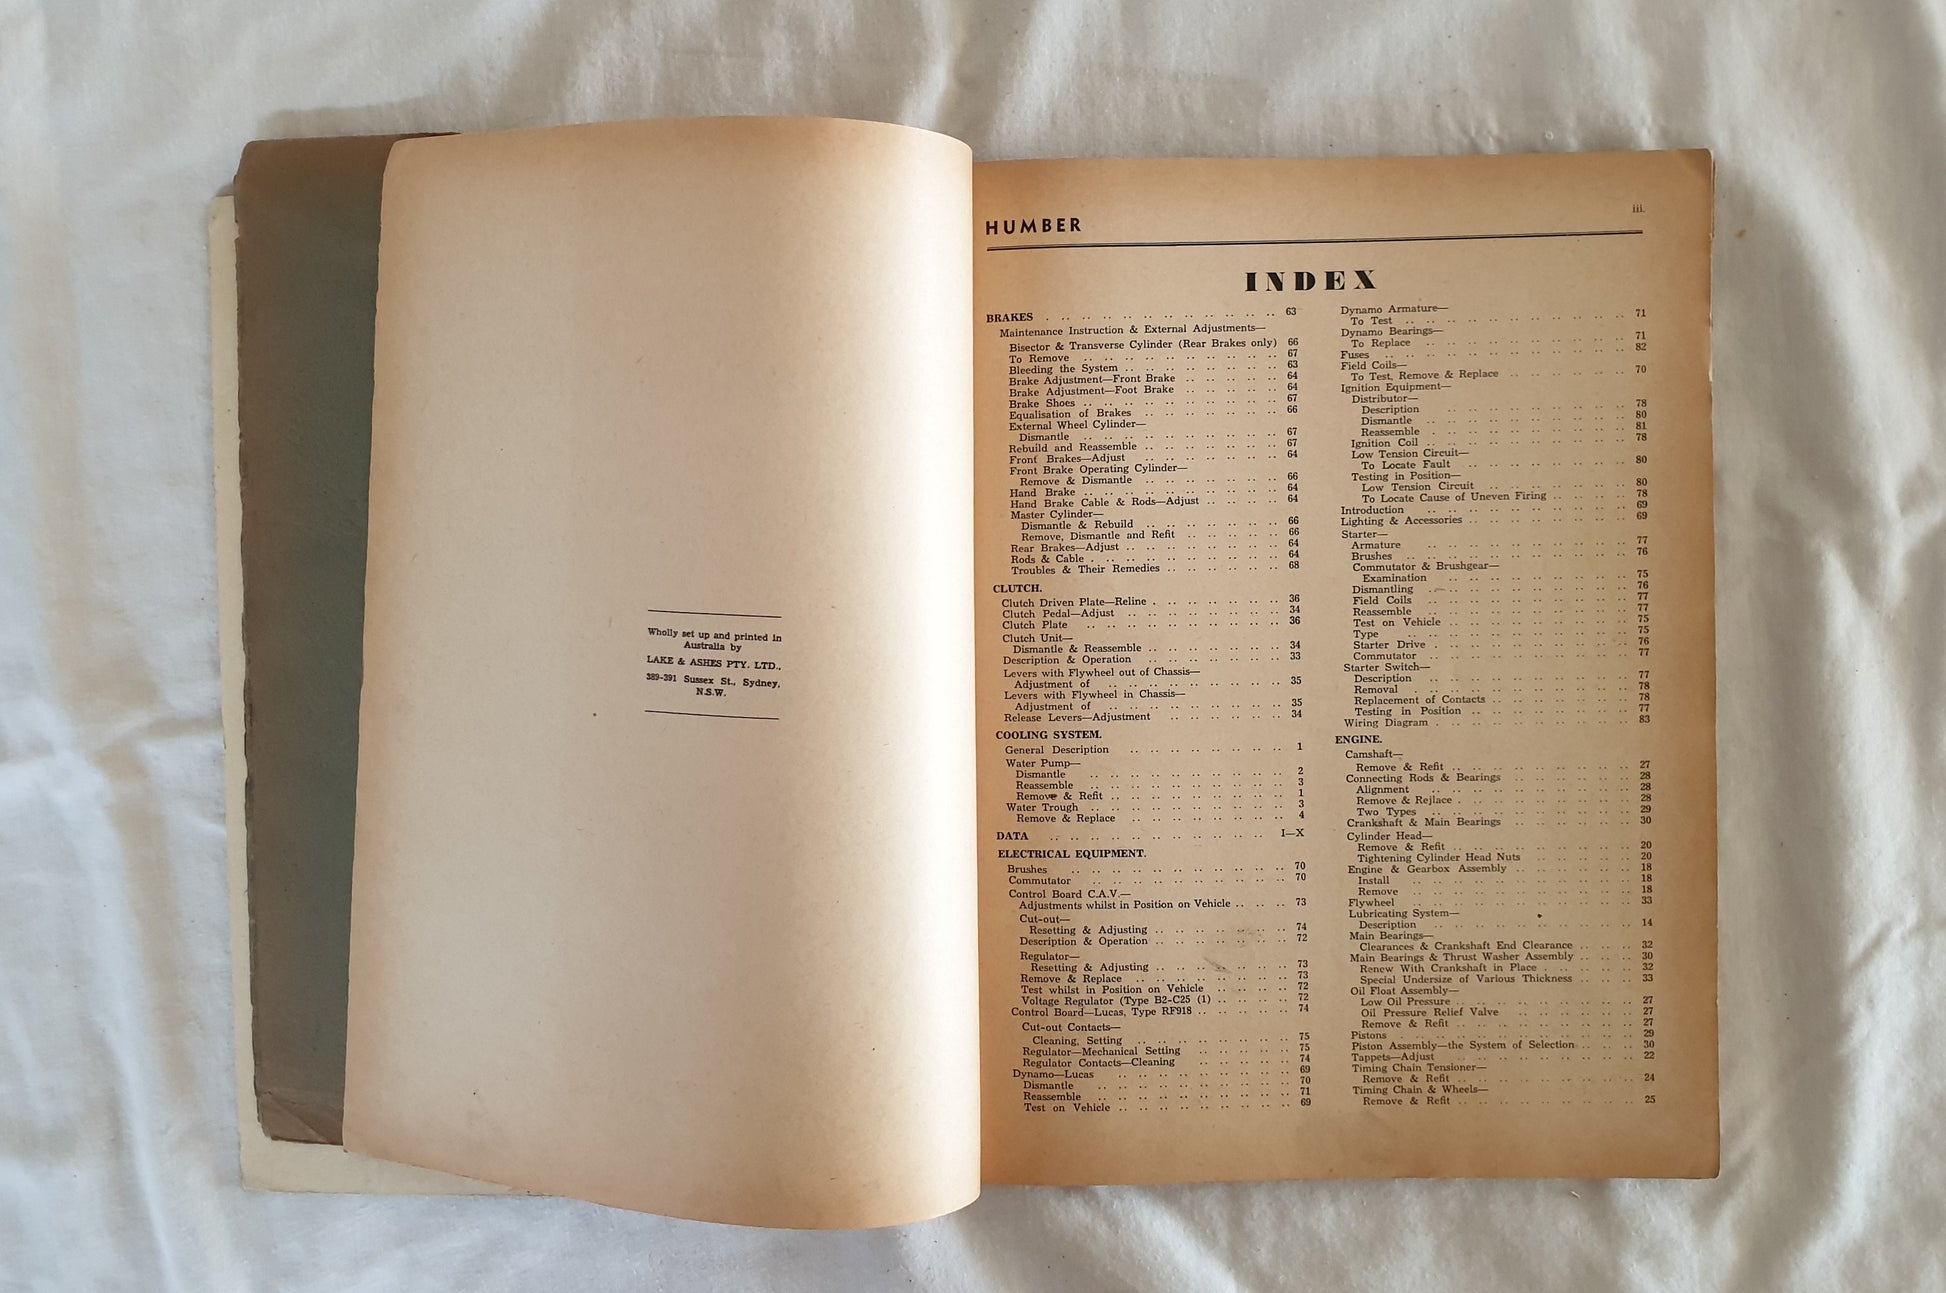 Wholly set up and printed in
Australia by
LAKE & ASHES PTY. LTD.,
389-391 Sussex St., Sydney,
N.S.W.
HUMBER
iii.
INDEX
BRAKES 63
Maintenance Instruction & External Adjustments—
Bisector & Transverse Cylinder (Rear Brakes only) 66
To Remove 67
Bleeding the System 63
Brake Adjustment—Front Brake 64
Brake Adjustment—Foot Brake 64
Brake Shoes 67
Equalisation of Brakes 66
External Wheel Cylinder—
Dismantle 67
Rebuild and Reassemble 67
Front Brakes—Adjust 64
Front Brake Operating Cylinder—
Remove & Dismantle 66
Hand Brake 64
Hand Brake Cable & Rods—Adjust 64
Master Cylinder—
Dismantle & Rebuild 66
Remove, Dismantle and Refit 66
Rear Brakes—Adjust 64
Rods & Cable 64
Troubles & Their Remedies 68
CLUTCH.
Clutch Driven Plate—Reline 36
Clutch Pedal—Adjust 34
Clutch Plate 36
Clutch Unit—
Dismantle & Reassemble 34
Description & Operation 33
Levers with Flywheel out of Chassis—
Adjustment of 35
Levers with Flywheel in Chassis—
Adjustment of 35
Release Levers—Adjustment 34
COOLING SYSTEM.
General Description 1
Water Pump—
Dismantle 2
Reassemble 3
Remove & Refit 1
Water Trough 3
Remove & Replace 4
DATA I—X
ELECTRICAL EQUIPMENT.
Brushes 70
Commutator 70
Control Board C.A.V.—
Adjustments whilst in Position on Vehicle 73
Cut-out—
Resetting & Adjusting 74
Description & Operation 72
Regulator—
Resetting & Adjusting 73
Remove & Replace 73
Test whilst in Position on Vehicle 72
Voltage Regulator (Type B2-C25 (1) 72
Control Board—Lucas, Type RF918 74
Cut-out Contacts—
Cleaning, Setting 75
Regulator—Mechanical Setting 75
Regulator Contacts—Cleaning 74
Dynamo—Lucas 69
Dismantle 70
Reassemble 71
Test on Vehicle 69
Dynamo Armature—
To Test 71
Dynamo Bearings—
To Replace 71
Fuses 82
Field Coils—
To Test, Remove & Replace 70
Ignition Equipment—
Distributor—
Description 78
Dismantle 80
Reassemble 81
Ignition Coil 78
Low Tension Circuit—
To Locate Fault 80
Testing in Position—
Low Tension Circuit 80
To Locate Cause of Uneven Firing 78
Introduction 69
Lighting & Accessories 69
Starter—
Armature 77
Brushes 76
Commutator & Brushgear—
Examination 75
Dismantling 76
Field Coils 77
Reassemble 77
Test on Vehicle 75
Type 75
Starter Drive 76
Commutator 77
Starter Switch—
Description 77
Removal 78
Replacement of Contacts 78
Testing in Position 77
Wiring Diagram 83
ENGINE.
Camshaft—
Remove & Refit 27
Connecting Rods & Bearings 28
Alignment 28
Remove & Rejlace 28
Two Types 29
Crankshaft & Main Bearings 30
Cylinder Head—
Remove & Refit 20
Tightening Cylinder Head Nuts 20
Engine & Gearbox Assembly 18
Install 18
Remove 18
Flywheel 33
Lubricating System—
Description 14
Main Bearings—
Clearances & Crankshaft End Clearance 32
Main Bearings & Thrust Washer Assembly 30
Renew With Crankshaft in Place 32
Special Undersize of Various Thickness 33
Oil Float Assembly—
Low Oil Pressure 27
Oil Pressure Relief Valve 27
Remove & Refit 27
Pistons 29
Piston Assembly—the System of Selection 30
Tappets—Adjust 22
Timing Chain Tensioner—
Remove & Refit 24
Timing Chain & Wheels—
Remove & Refit 25